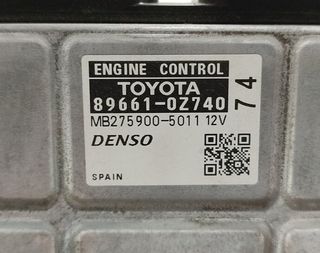 ENGINE CONTROL
TOYOTA
89661-0Z740
74
MB275900-5011 12V
DENSO
SPAIN